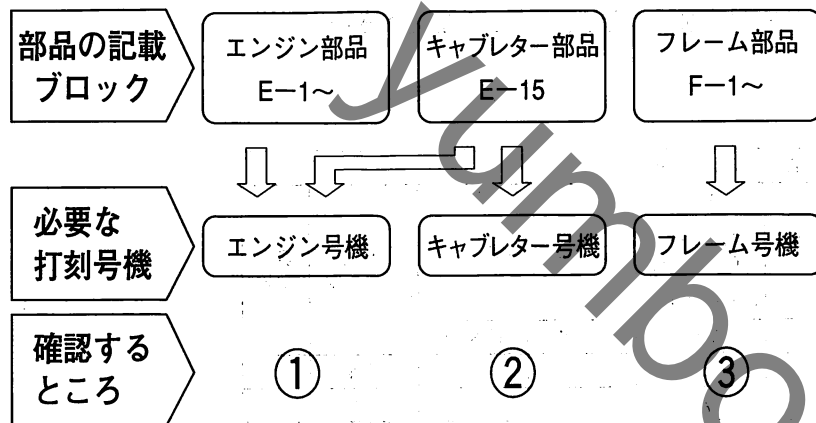 部品の記載
ブロック
エンジン部品
E−1〜
キャブレター部品
E−15
フレーム部品
F−1〜
必要な
打刻号機
エンジン号機
キャブレター号機
フレーム号機
確認する
ところ
①
②
③
yumbo